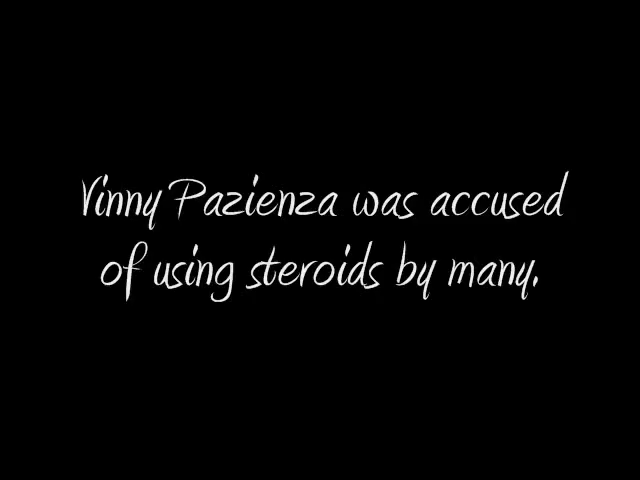 Vinny Pazienza was accused
of using steroids by many.